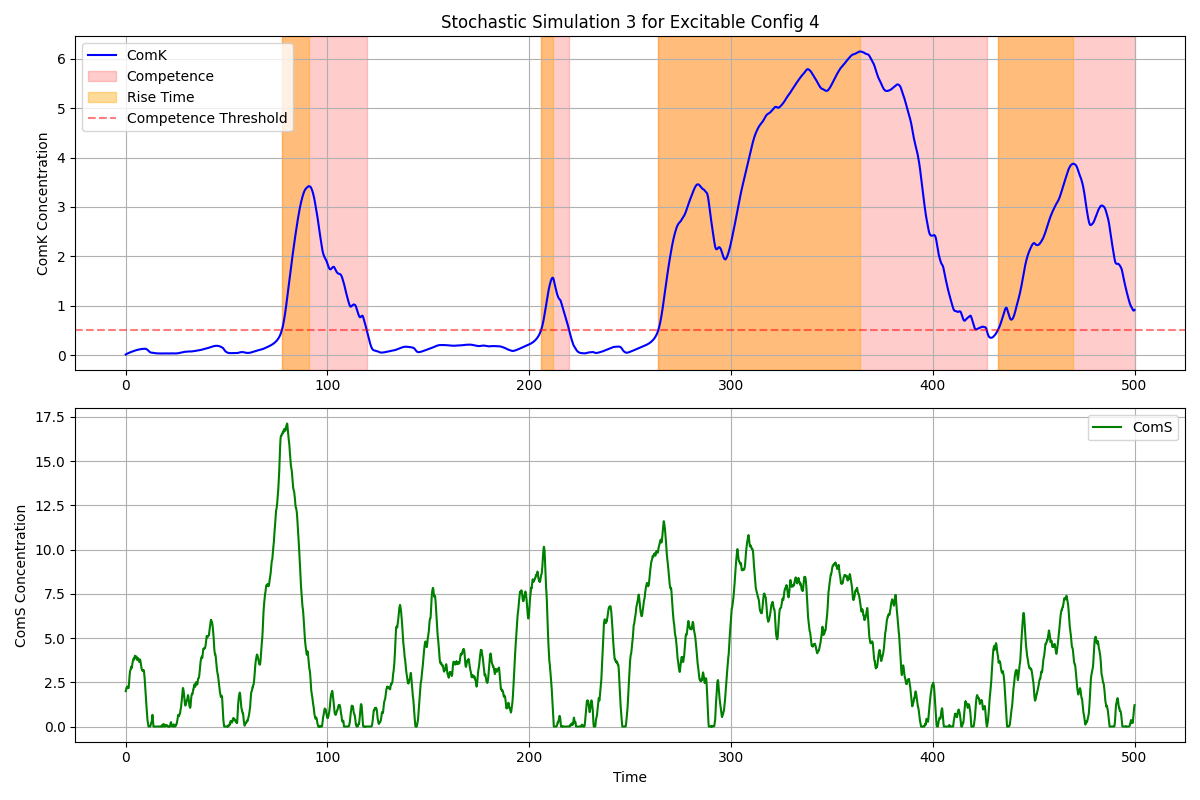 Stochastic Simulation 3 for Excitable Config 4
ComK
Competence
Rise Time
Competence Threshold
ComK Concentration
6
5
4
3
2
1
0
0 100 200 300 400 500
ComS
ComS Concentration
17.5
15.0
12.5
10.0
7.5
5.0
2.5
0.0
0 100 200 300 400 500
Time